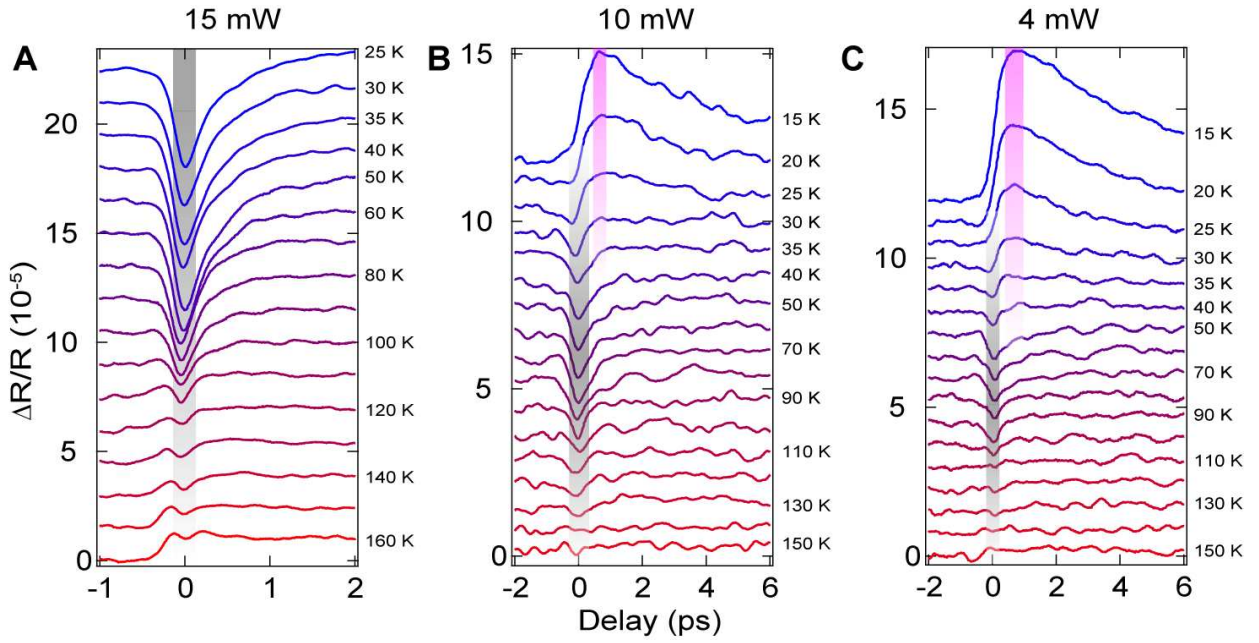 15 mW
10 mW
4 mW
A
B
C
ΔR/R (10⁻⁵)
20
15
10
5
0
-1
0
1
2
25 K
30 K
35 K
40 K
50 K
60 K
80 K
100 K
120 K
140 K
160 K
15
10
5
0
-2
0
2
4
6
15 K
20 K
25 K
30 K
35 K
40 K
50 K
70 K
90 K
110 K
130 K
150 K
15
10
5
0
-2
0
2
4
6
15 K
20 K
25 K
30 K
35 K
40 K
50 K
70 K
90 K
110 K
130 K
150 K
Delay (ps)